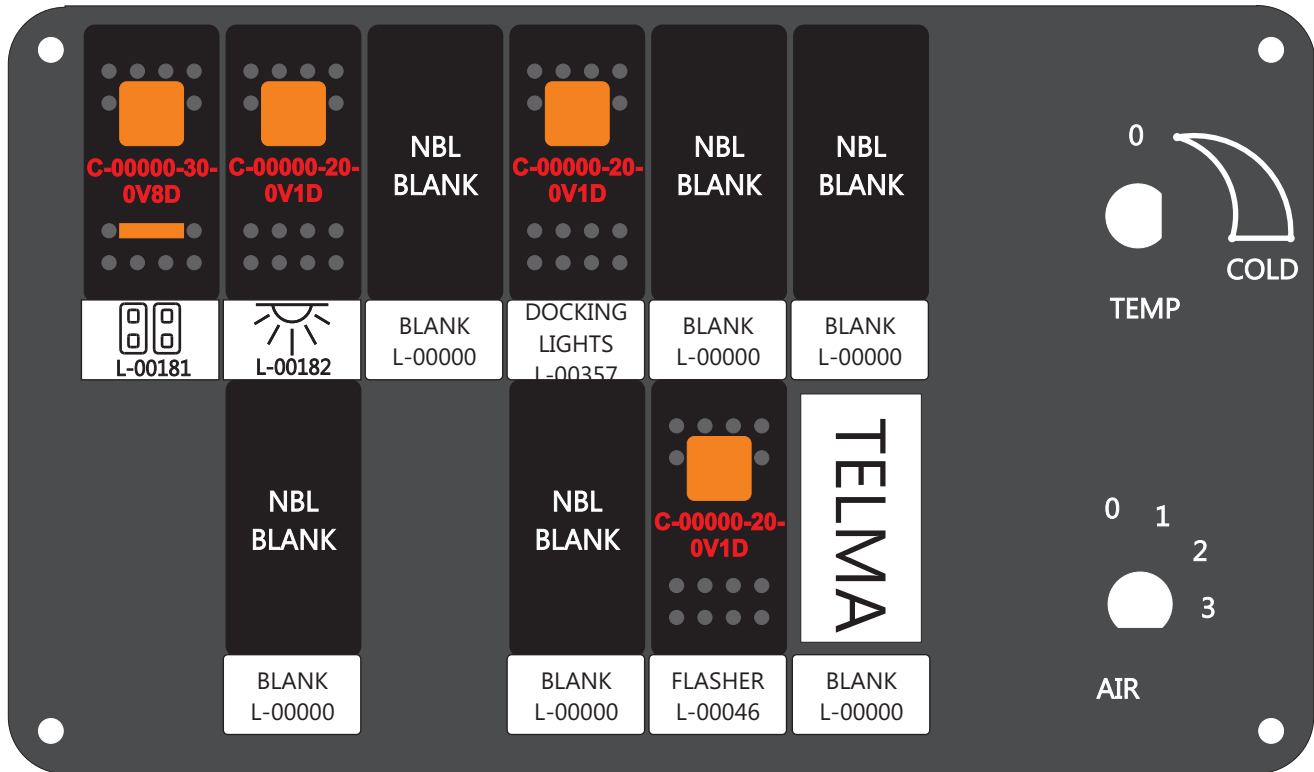 C-00000-30-
0V8D
C-00000-20-
0V1D
NBL
BLANK
C-00000-20-
0V1D
NBL
BLANK
NBL
BLANK
0
COLD
TEMP
L-00181
L-00182
BLANK
L-00000
DOCKING
LIGHTS
L-00357
BLANK
L-00000
BLANK
L-00000
NBL
BLANK
NBL
BLANK
C-00000-20-
0V1D
TELMA
0
1
2
3
AIR
BLANK
L-00000
BLANK
L-00000
FLASHER
L-00046
BLANK
L-00000